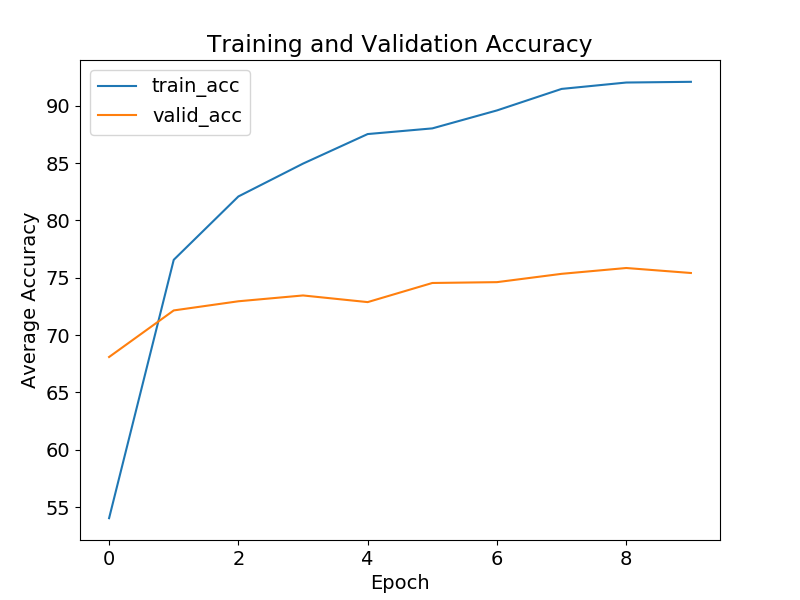 Training and Validation Accuracy
train_acc
valid_acc
90
85
80
75
70
65
60
55
Average Accuracy
0 2 4 6 8
Epoch